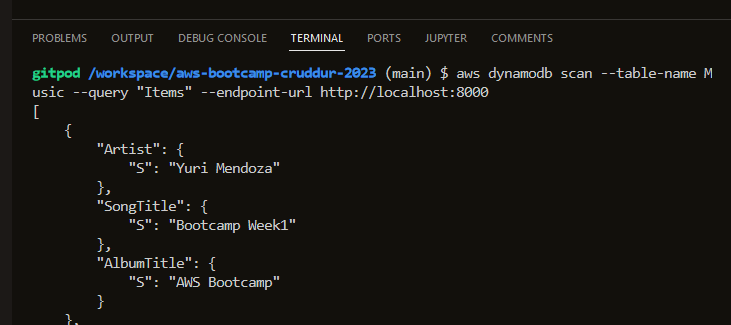 PROBLEMS OUTPUT DEBUG CONSOLE TERMINAL PORTS JUPYTER COMMENTS
gitpod /workspace/aws-bootcamp-cruddur-2023 (main) $ aws dynamodb scan --table-name M
usic --query "Items" --endpoint-url http://localhost:8000
[
    {
        "Artist": {
            "S": "Yuri Mendoza"
        },
        "SongTitle": {
            "S": "Bootcamp Week1"
        },
        "AlbumTitle": {
            "S": "AWS Bootcamp"
        }
    },